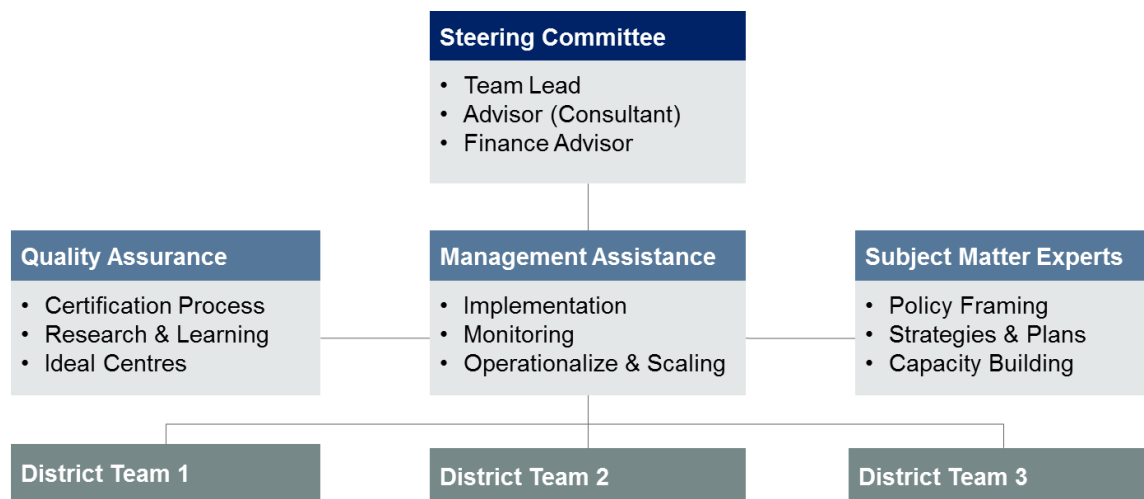 Steering Committee
• Team Lead
• Advisor (Consultant)
• Finance Advisor
Quality Assurance
• Certification Process
• Research & Learning
• Ideal Centres
Management Assistance
• Implementation
• Monitoring
• Operationalize & Scaling
Subject Matter Experts
• Policy Framing
• Strategies & Plans
• Capacity Building
District Team 1
District Team 2
District Team 3